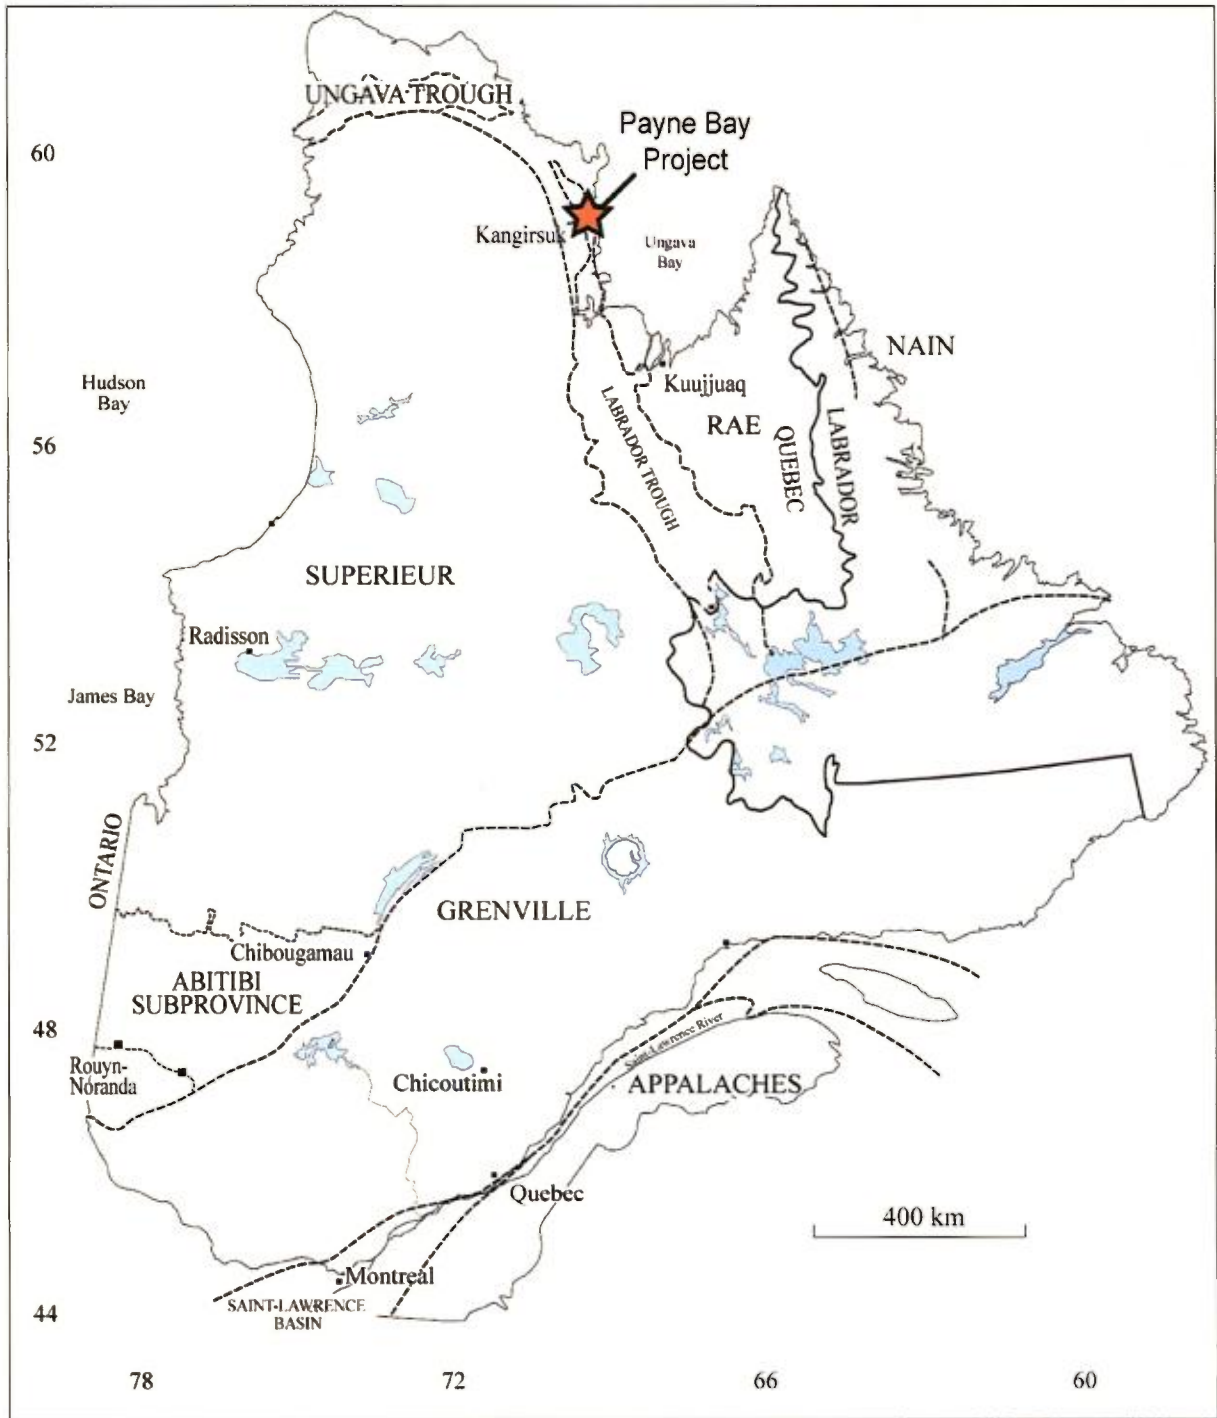 UNGAVA TROUGH
Payne Bay
Project
60
Kangirsuk
Ungava
Bay
NAIN
Hudson
Bay
Kuujjuaq
LABRADOR TROUGH
RAE
QUEBEC
LABRADOR
56
SUPERIEUR
Radisson
James Bay
52
ONTARIO
GRENVILLE
Chibougamau
ABITIBI
SUBPROVINCE
48
Saint-Lawrence River
Rouyn-
Noranda
Chicoutimi
APPALACHES
Quebec
400 km
Montreal
SAINT-LAWRENCE
BASIN
44
78
72
66
60